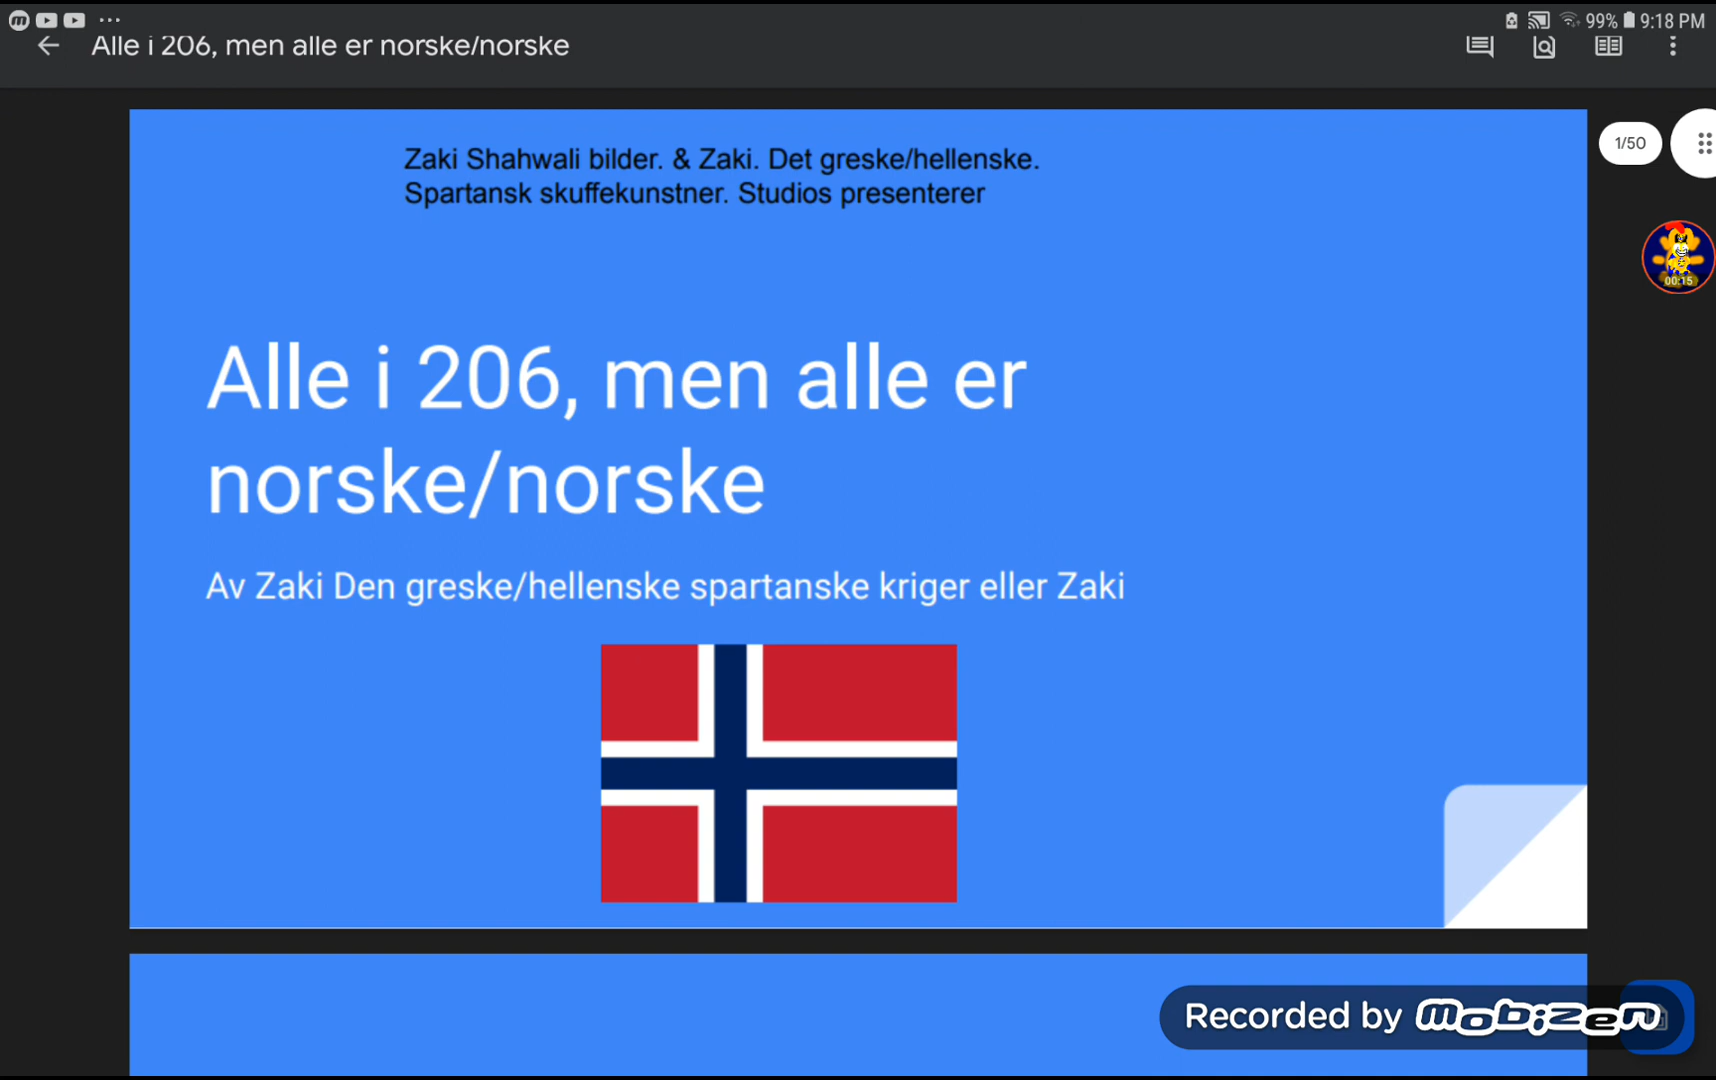 99% 9:18 PM
Alle i 206, men alle er norske/norske
Zaki Shahwali bilder. & Zaki. Det greske/hellenske.
Spartansk skuffekunstner. Studios presenterer
1/50
00:15
Alle i 206, men alle er
norske/norske
Av Zaki Den greske/hellenske spartanske kriger eller Zaki
Recorded by mobizen